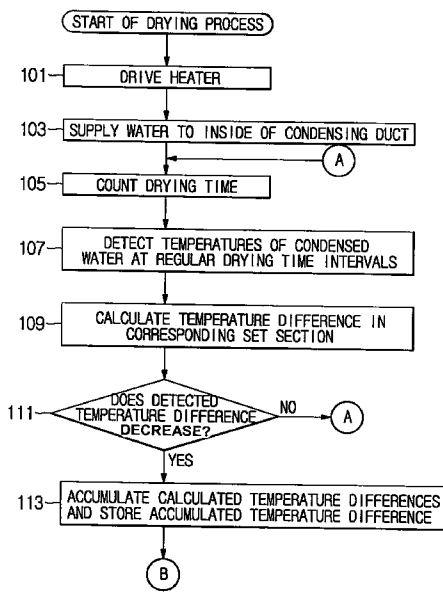 START OF DRYING PROCESS
101
DRIVE HEATER
103
SUPPLY WATER TO INSIDE OF CONDENSING DUCT
A
105
COUNT DRYING TIME
107
DETECT TEMPERATURES OF CONDENSED
WATER AT REGULAR DRYING TIME INTERVALS
109
CALCULATE TEMPERATURE DIFFERENCE IN
CORRESPONDING SET SECTION
111
DOES DETECTED
TEMPERATURE DIFFERENCE
DECREASE?
NO
A
YES
113
ACCUMULATE CALCULATED TEMPERATURE DIFFERENCES
AND STORE ACCUMULATED TEMPERATURE DIFFERENCE
B